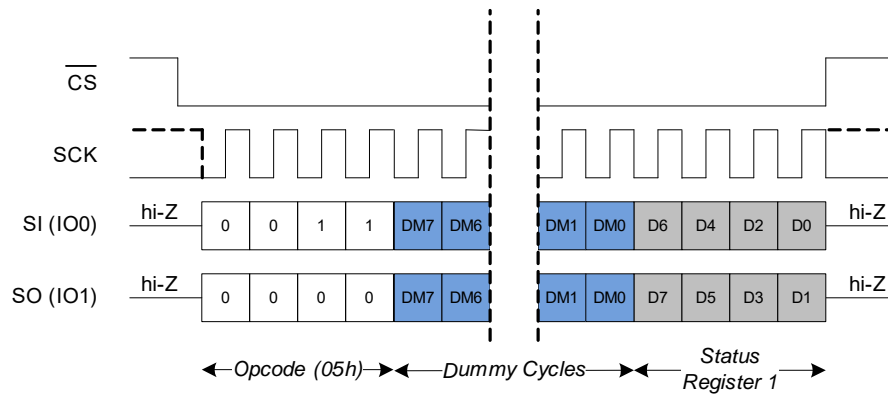 CS
SCK
SI (IO0) hi-Z 0 0 1 1 DM7 DM6 DM1 DM0 D6 D4 D2 D0 hi-Z
SO (IO1) hi-Z 0 0 0 0 DM7 DM6 DM1 DM0 D7 D5 D3 D1 hi-Z
Opcode (05h) Dummy Cycles Status
Register 1